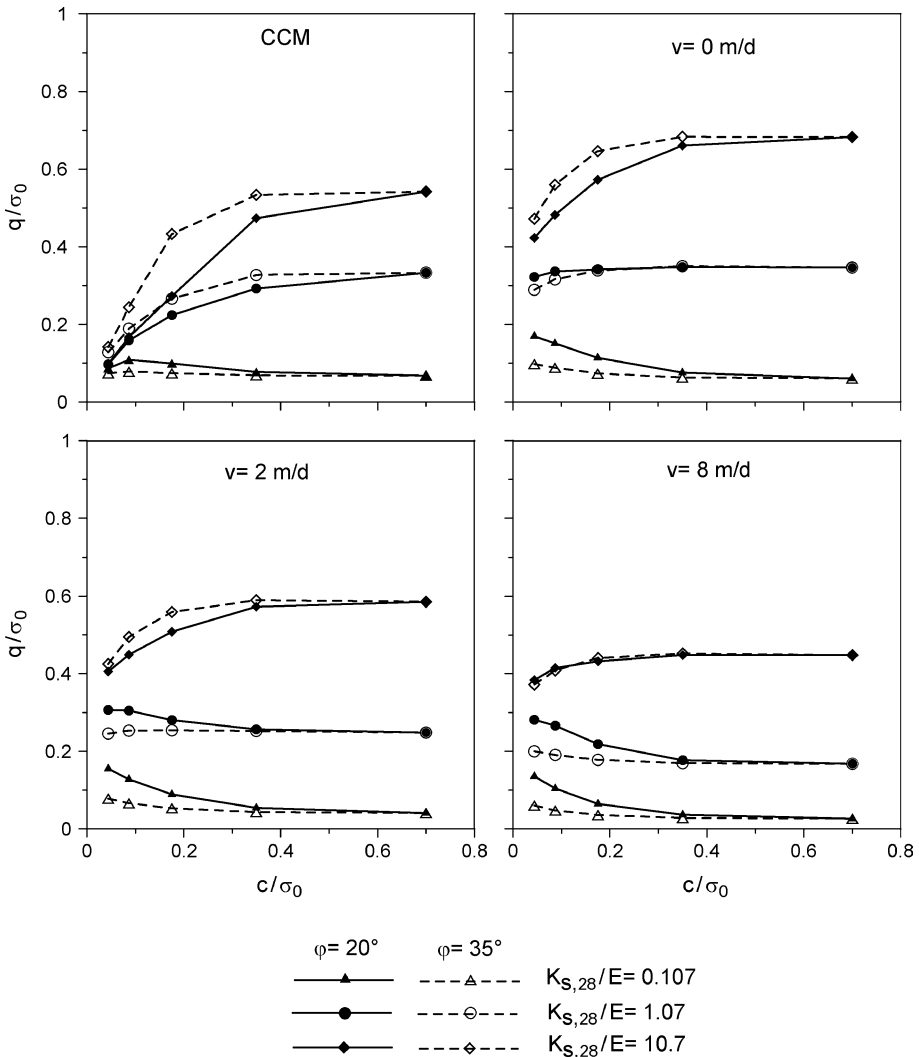 1
0.8
0.6
0.4
0.2
0
q/σ0
CCM
v= 0 m/d
1
0.8
0.6
0.4
0.2
0
q/σ0
v= 2 m/d
v= 8 m/d
0 0.2 0.4 0.6 0.8
0 0.2 0.4 0.6 0.8
c/σ0
c/σ0
φ= 20° φ= 35°
KS,28/E= 0.107
KS,28/E= 1.07
KS,28/E= 10.7